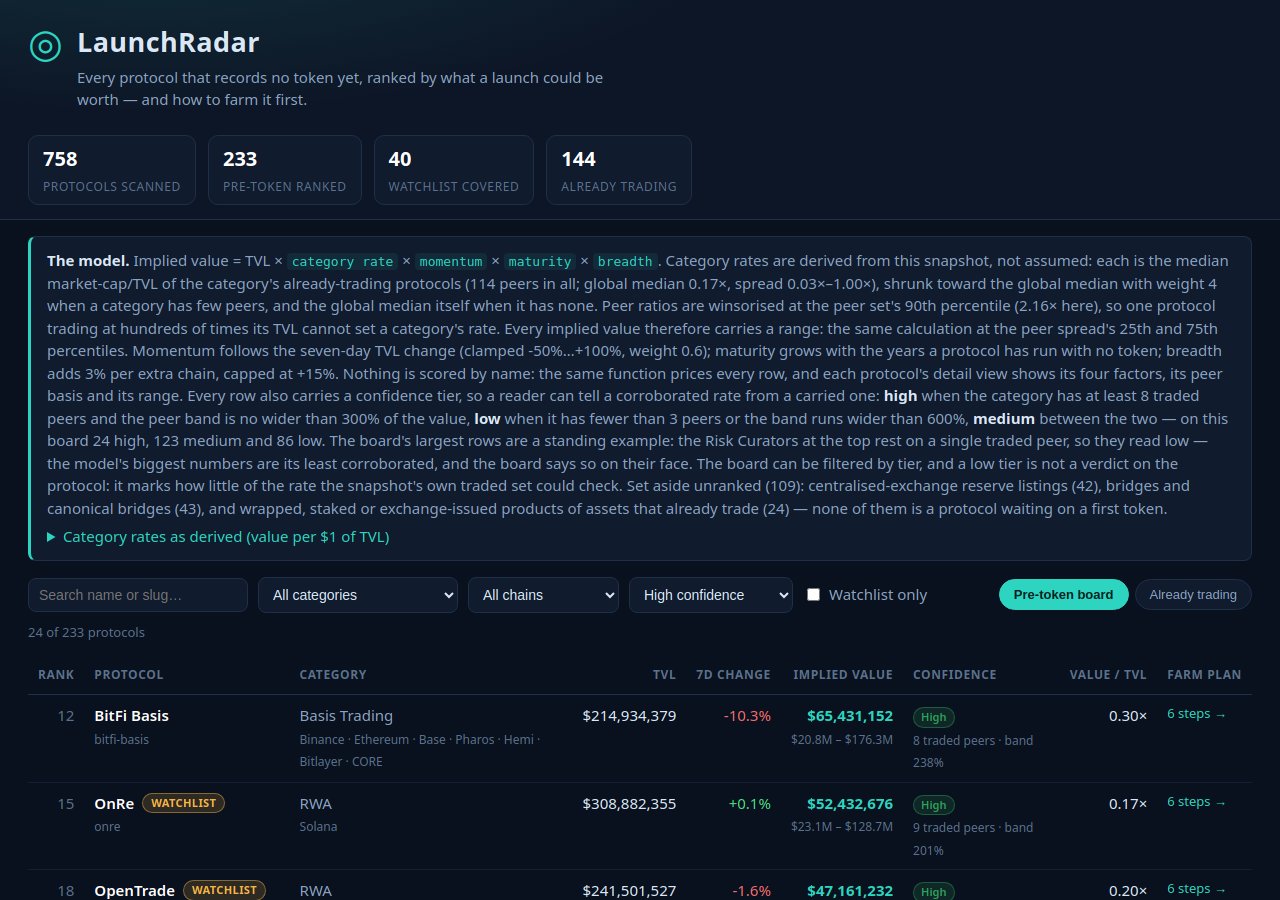 LaunchRadar
Every protocol that records no token yet, ranked by what a launch could be
worth — and how to farm it first.
758
PROTOCOLS SCANNED
233
PRE-TOKEN RANKED
40
WATCHLIST COVERED
144
ALREADY TRADING
The model. Implied value = TVL × category rate × momentum × maturity × breadth . Category rates are derived from this snapshot, not assumed: each is the median
market-cap/TVL of the category's already-trading protocols (114 peers in all; global median 0.17×, spread 0.03×–1.00×), shrunk toward the global median with weight 4
when a category has few peers, and the global median itself when it has none. Peer ratios are winsorised at the peer set's 90th percentile (2.16× here), so one protocol
trading at hundreds of times its TVL cannot set a category's rate. Every implied value therefore carries a range: the same calculation at the peer spread's 25th and 75th
percentiles. Momentum follows the seven-day TVL change (clamped -50%…+100%, weight 0.6); maturity grows with the years a protocol has run with no token; breadth
adds 3% per extra chain, capped at +15%. Nothing is scored by name: the same function prices every row, and each protocol's detail view shows its four factors, its peer
basis and its range. Every row also carries a confidence tier, so a reader can tell a corroborated rate from a carried one: high when the category has at least 8 traded
peers and the peer band is no wider than 300% of the value, low when it has fewer than 3 peers or the band runs wider than 600%, medium between the two — on this
board 24 high, 123 medium and 86 low. The board's largest rows are a standing example: the Risk Curators at the top rest on a single traded peer, so they read low —
the model's biggest numbers are its least corroborated, and the board says so on their face. The board can be filtered by tier, and a low tier is not a verdict on the
protocol: it marks how little of the rate the snapshot's own traded set could check. Set aside unranked (109): centralised-exchange reserve listings (42), bridges and
canonical bridges (43), and wrapped, staked or exchange-issued products of assets that already trade (24) — none of them is a protocol waiting on a first token.
▶ Category rates as derived (value per $1 of TVL)
Search name or slug… All categories All chains High confidence Watchlist only Pre-token board Already trading
24 of 233 protocols
RANK PROTOCOL CATEGORY TVL 7D CHANGE IMPLIED VALUE CONFIDENCE VALUE / TVL FARM PLAN
12 BitFi Basis Basis Trading $214,934,379 -10.3% $65,431,152 High 0.30× 6 steps →
bitfi-basis Binance · Ethereum · Base · Pharos · Hemi · $20.8M – $176.3M 8 traded peers · band
Bitlayer · CORE 238%
15 OnRe WATCHLIST RWA $308,882,355 +0.1% $52,432,676 High 0.17× 6 steps →
onre Solana $23.1M – $128.7M 9 traded peers · band
201%
18 OpenTrade WATCHLIST RWA $241,501,527 -1.6% $47,161,232 High 0.20× 6 steps →